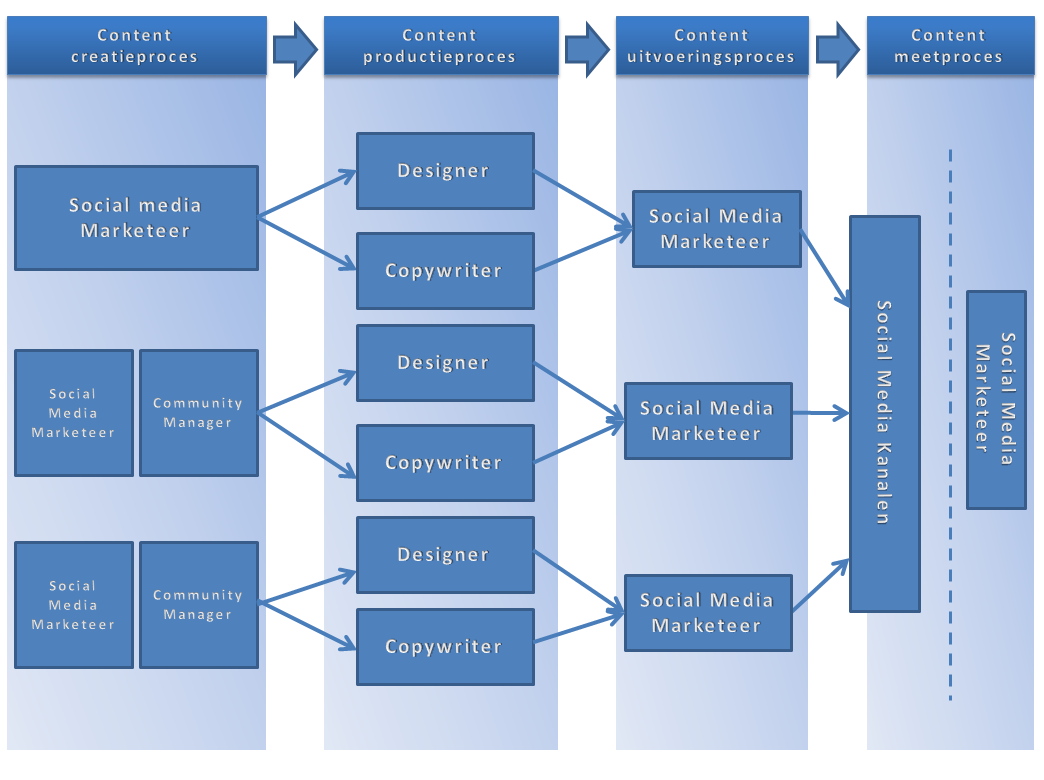 Content
creatieproces
Content
productieproces
Content
uitvoeringsproces
Content
meetproces
Social media
Marketeer
Designer
Copywriter
Social Media
Marketeer
Social
Media
Marketeer
Community
Manager
Designer
Copywriter
Social Media
Marketeer
Social
Media
Marketeer
Community
Manager
Designer
Copywriter
Social Media
Marketeer
Social Media Kanalen
Social Media
Marketeer